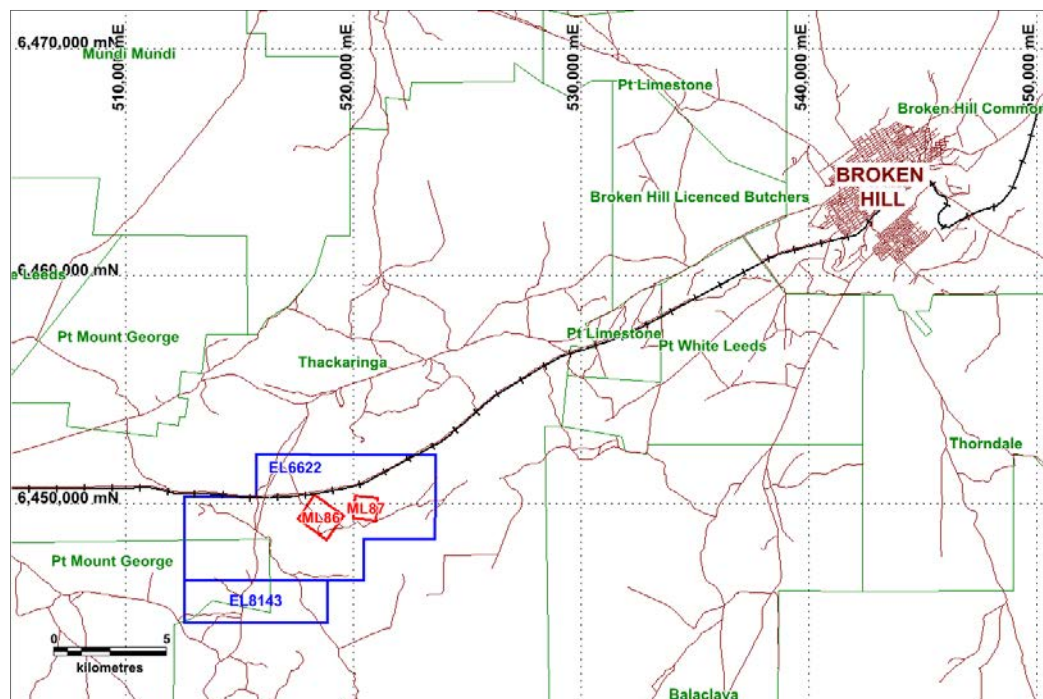 6,470,000 mN
Mundi Mundi
510,000 mE
520,000 mE
530,000 mE
540,000 mE
Pt Limestone
Broken Hill Common
BROKEN
HILL
Broken Hill Licenced Butchers
6,460,000 mN
e Leeds
Pt Mount George
Thackaringa
Pt Limestone
Pt White Leeds
Thorndale
EL6622
6,450,000 mN
ML86
ML87
Pt Mount George
EL8143
0
5
kilometres
Balaclava